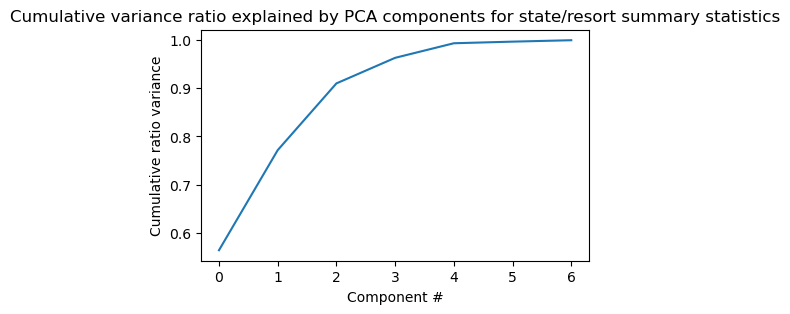 Cumulative variance ratio explained by PCA components for state/resort summary statistics
1.0
0.9
0.8
0.7
0.6
Cumulative ratio variance
0 1 2 3 4 5 6
Component #